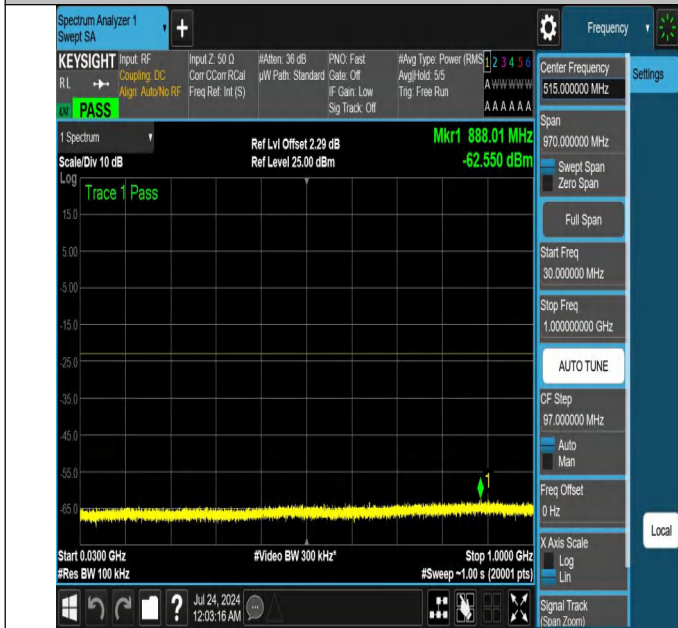 Spectrum Analyzer 1
Swept SA
+
Frequency
KEYSIGHT
RL
PASS
Input: RF
Coupling: DC
Align: Auto/No RF
Input Z: 50 Ω
Corr CCorr RCal
Freq Ref: Int (S)
#Atten: 36 dB
µW Path: Standard
PNO: Fast
Gate: Off
IF Gain: Low
Sig Track: Off
#Avg Type: Power (RMS
Avg|Hold: 5/5
Trig: Free Run
1 2 3 4 5 6
A W W W W W
A A A A A A
1 Spectrum
Scale/Div 10 dB
Log
Ref Lvl Offset 2.29 dB
Ref Level 25.00 dBm
Mkr1 888.01 MHz
-62.550 dBm
Trace 1 Pass
15.0
5.00
-5.00
-15.0
-25.0
-35.0
-45.0
-55.0
-65.0
1
Start 0.0300 GHz
#Res BW 100 kHz
#Video BW 300 kHz*
Stop 1.0000 GHz
#Sweep ~1.00 s (20001 pts)
?
Jul 24, 2024
12:03:16 AM
Center Frequency
515.000000 MHz
Span
970.000000 MHz
Swept Span
Zero Span
Full Span
Start Freq
30.000000 MHz
Stop Freq
1.000000000 GHz
AUTO TUNE
CF Step
97.000000 MHz
Auto
Man
Freq Offset
0 Hz
X Axis Scale
Log
Lin
Signal Track
(Span Zoom)
Settings
Local